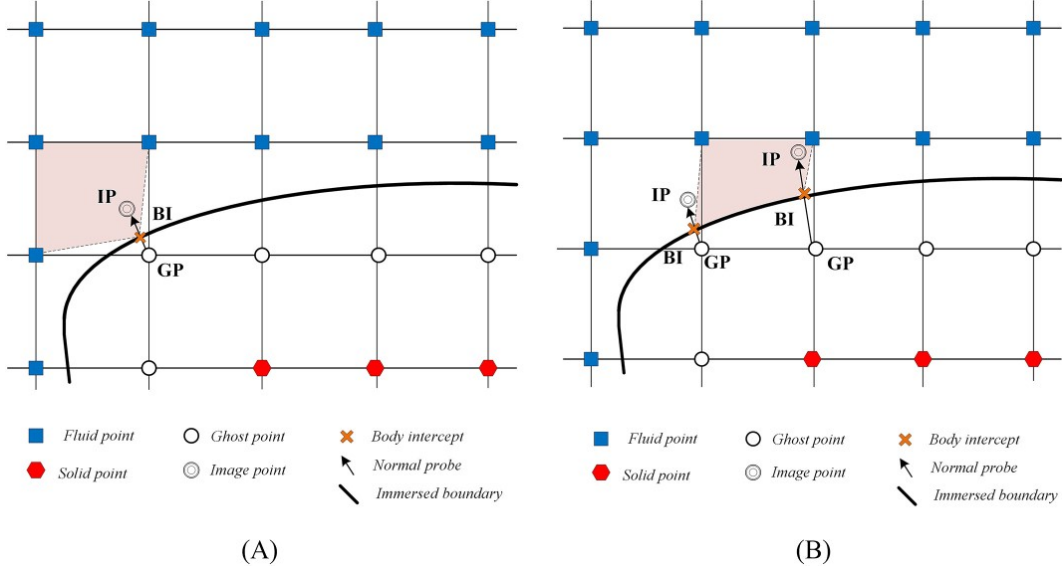 IP
BI
GP
Fluid point
Ghost point
Body intercept
Solid point
Image point
Normal probe
Immersed boundary
(A)
IP
IP
BI
BI
GP
GP
Fluid point
Ghost point
Body intercept
Solid point
Image point
Normal probe
Immersed boundary
(B)